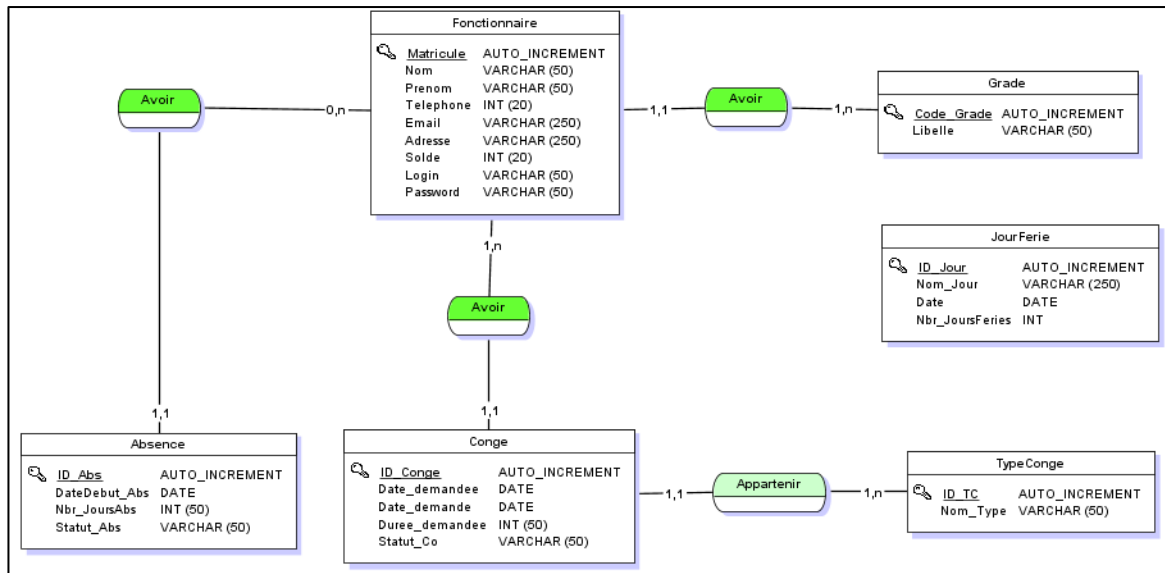 Fonctionnaire
Matricule AUTO_INCREMENT
Nom VARCHAR (50)
Prenom VARCHAR (50)
Telephone INT (20)
Email VARCHAR (250)
Adresse VARCHAR (250)
Solde INT (20)
Login VARCHAR (50)
Password VARCHAR (50)
Avoir
0,n
1,1
Avoir
1,n
Grade
Code_Grade AUTO_INCREMENT
Libelle VARCHAR (50)
JourFerie
ID_Jour AUTO_INCREMENT
Nom_Jour VARCHAR (250)
Date DATE
Nbr_JoursFeries INT
1,n
Avoir
1,1
1,1
Absence
ID_Abs AUTO_INCREMENT
DateDebut_Abs DATE
Nbr_JoursAbs INT (50)
Statut_Abs VARCHAR (50)
Conge
ID_Conge AUTO_INCREMENT
Date_demandee DATE
Date_demande DATE
Duree_demandee INT (50)
Statut_Co VARCHAR (50)
1,1
Appartenir
1,n
TypeConge
ID_TC AUTO_INCREMENT
Nom_Type VARCHAR (50)